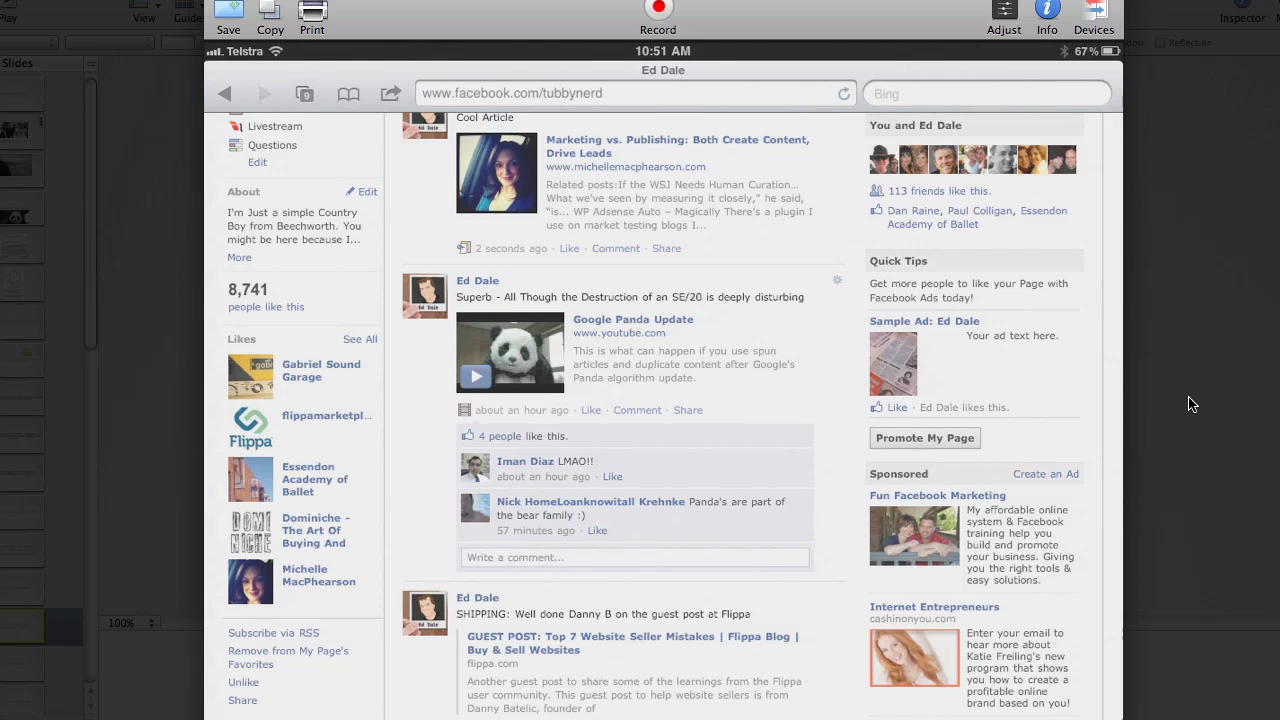 Play
View
Guides
Save
Copy
Print
Record
Adjust
Info
Devices
Inspector
Reflection
Slides
100%
Telstra
10:51 AM
67%
Ed Dale
9
www.facebook.com/tubbynerd
Bing
Livestream
Questions
Edit
About
Edit
I'm Just a simple Country
Boy from Beechworth. You
might be here because I...
More
8,741
people like this
Likes
See All
Gabriel Sound
Garage
flippamarketpl...
Flippa
Essendon
Academy of
Ballet
DOMI
NICHE
Dominiche -
The Art Of
Buying And
Michelle
MacPhearson
Subscribe via RSS
Remove from My Page's
Favorites
Unlike
Share
Cool Article
Marketing vs. Publishing: Both Create Content,
Drive Leads
www.michellemacphearson.com
Related posts:If the WSJ Needs Human Curation...
What we've seen by measuring it closely," he said,
"is... WP Adsense Auto – Magically There's a plugin I
use on market testing blogs I...
2 seconds ago · Like · Comment · Share
Ed Dale
Superb - All Though the Destruction of an SE/20 is deeply disturbing
Google Panda Update
www.youtube.com
This is what can happen if you use spun
articles and duplicate content after Google's
Panda algorithm update.
about an hour ago · Like · Comment · Share
4 people like this.
Iman Diaz LMAO!!
about an hour ago · Like
Nick HomeLoanknowitall Krehnke Panda's are part of
the bear family :)
57 minutes ago · Like
Write a comment...
Ed Dale
SHIPPING: Well done Danny B on the guest post at Flippa
GUEST POST: Top 7 Website Seller Mistakes | Flippa Blog |
Buy & Sell Websites
flippa.com
Another guest post to share some of the learnings from the Flippa
user community. This guest post to help website sellers is from
Danny Batelic, founder of
You and Ed Dale
113 friends like this.
Dan Raine, Paul Colligan, Essendon
Academy of Ballet
Quick Tips
Get more people to like your Page with
Facebook Ads today!
Sample Ad: Ed Dale
Your ad text here.
Like · Ed Dale likes this.
Promote My Page
Sponsored
Create an Ad
Fun Facebook Marketing
My affordable online
system & Facebook
training help you
build and promote
your business. Giving
you the right tools &
easy solutions.
Internet Entrepreneurs
cashinonyou.com
Enter your email to
hear more about
Katie Freiling's new
program that shows
you how to create a
profitable online
brand based on you!